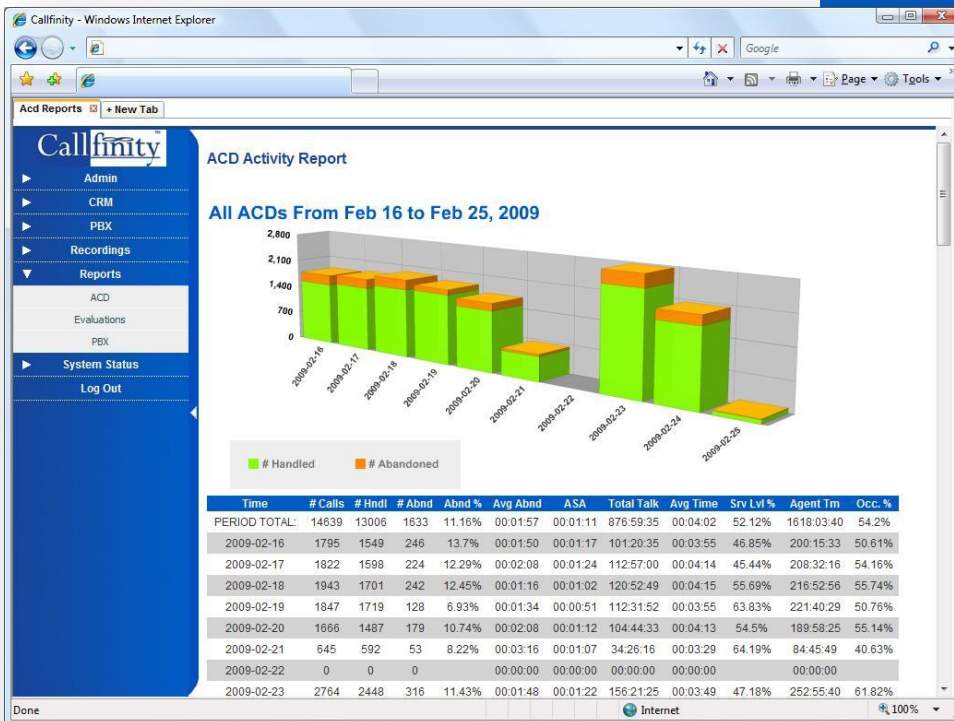 Callfinity - Windows Internet Explorer
Google
Page Tools
Acd Reports + New Tab
Callfinity™
Admin
CRM
PBX
Recordings
Reports
ACD
Evaluations
PBX
System Status
Log Out
ACD Activity Report
All ACDs From Feb 16 to Feb 25, 2009
2,800
2,100
1,400
700
0
2009-02-16
2009-02-17
2009-02-18
2009-02-19
2009-02-20
2009-02-21
2009-02-22
2009-02-23
2009-02-24
2009-02-25
# Handled # Abandoned
Time # Calls # Hndl # Abnd Abnd % Avg Abnd ASA Total Talk Avg Time Srv Lvl % Agent Tm Occ. %
PERIOD TOTAL: 14639 13006 1633 11.16% 00:01:57 00:01:11 876:59:35 00:04:02 52.12% 1618:03:40 54.2%
2009-02-16 1795 1549 246 13.7% 00:01:50 00:01:17 101:20:35 00:03:55 46.85% 200:15:33 50.61%
2009-02-17 1822 1598 224 12.29% 00:02:08 00:01:24 112:57:00 00:04:14 45.44% 208:32:16 54.16%
2009-02-18 1943 1701 242 12.45% 00:01:16 00:01:02 120:52:49 00:04:15 55.69% 216:52:56 55.74%
2009-02-19 1847 1719 128 6.93% 00:01:34 00:00:51 112:31:52 00:03:55 63.83% 221:40:29 50.76%
2009-02-20 1666 1487 179 10.74% 00:02:08 00:01:12 104:44:33 00:04:13 54.5% 189:58:25 55.14%
2009-02-21 645 592 53 8.22% 00:03:16 00:01:07 34:26:16 00:03:29 64.19% 84:45:49 40.63%
2009-02-22 0 0 0 00:00:00 00:00:00 00:00:00 00:00:00 00:00:00
2009-02-23 2764 2448 316 11.43% 00:01:48 00:01:22 156:21:25 00:03:49 47.18% 252:55:40 61.82%
Done Internet 100%